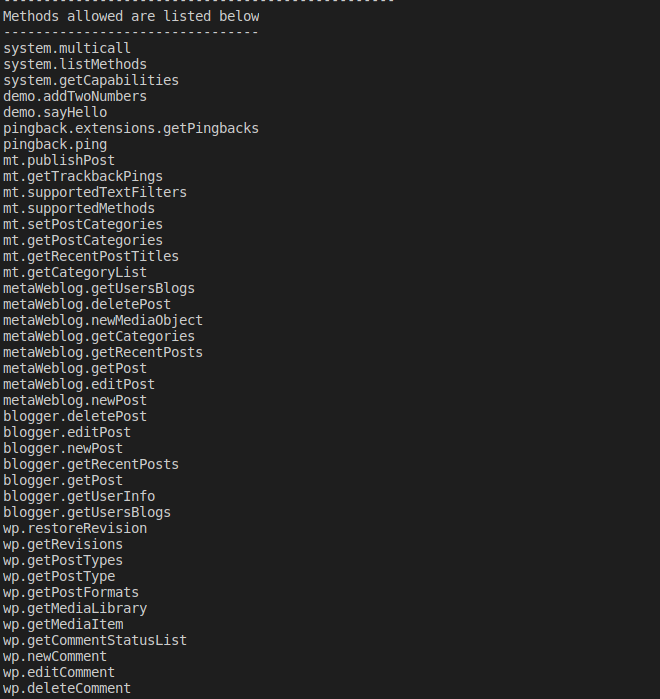 -------------------------------------------------
Methods allowed are listed below
--------------------------------
system.multicall
system.listMethods
system.getCapabilities
demo.addTwoNumbers
demo.sayHello
pingback.extensions.getPingbacks
pingback.ping
mt.publishPost
mt.getTrackbackPings
mt.supportedTextFilters
mt.supportedMethods
mt.setPostCategories
mt.getPostCategories
mt.getRecentPostTitles
mt.getCategoryList
metaWeblog.getUsersBlogs
metaWeblog.deletePost
metaWeblog.newMediaObject
metaWeblog.getCategories
metaWeblog.getRecentPosts
metaWeblog.getPost
metaWeblog.editPost
metaWeblog.newPost
blogger.deletePost
blogger.editPost
blogger.newPost
blogger.getRecentPosts
blogger.getPost
blogger.getUserInfo
blogger.getUsersBlogs
wp.restoreRevision
wp.getRevisions
wp.getPostTypes
wp.getPostType
wp.getPostFormats
wp.getMediaLibrary
wp.getMediaItem
wp.getCommentStatusList
wp.newComment
wp.editComment
wp.deleteComment